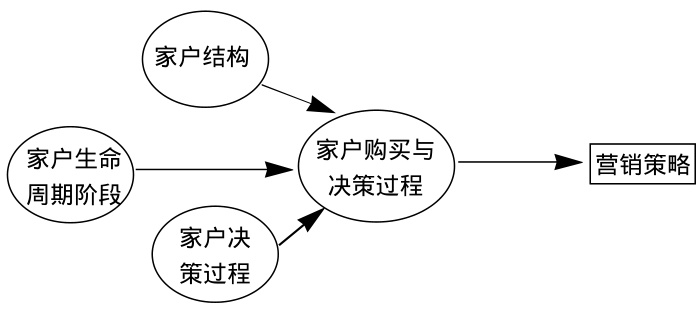 家户结构
家户生命
周期阶段
家户决
策过程
家户购买与
决策过程
营销策略